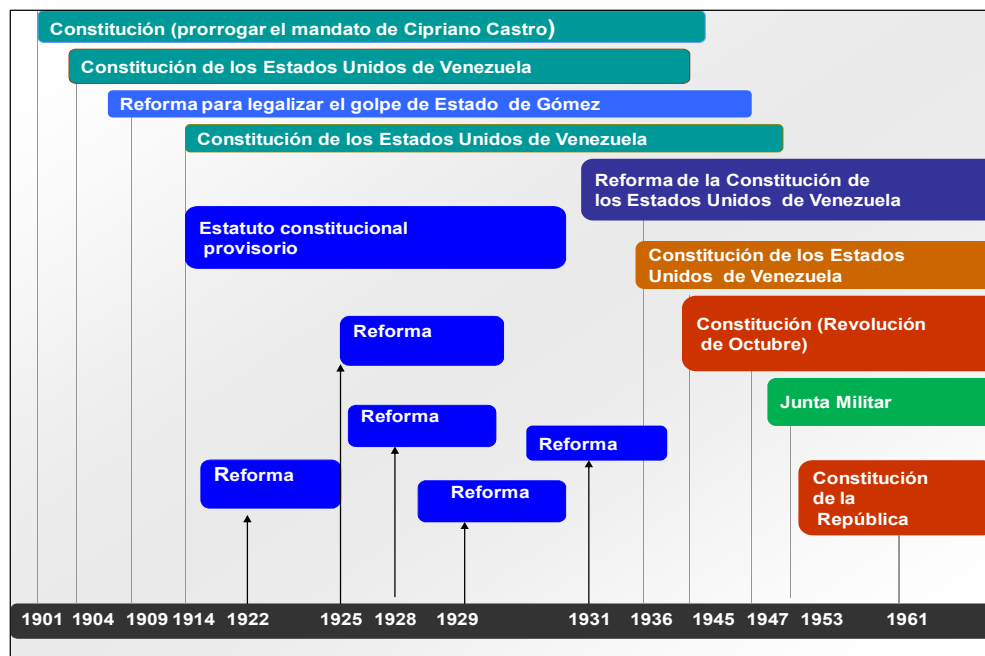 Constitución (prorrogar el mandato de Cipriano Castro)
Constitución de los Estados Unidos de Venezuela
Reforma para legalizar el golpe de Estado de Gómez
Constitución de los Estados Unidos de Venezuela
Reforma de la Constitución de
los Estados Unidos de Venezuela
Estatuto constitucional
provisorio
Constitución de los Estados
Unidos de Venezuela
Constitución (Revolución
de Octubre)
Reforma
Junta Militar
Reforma
Reforma
Reforma
Reforma
Constitución
de la
República
1901 1904 1909 1914 1922 1925 1928 1929 1931 1936 1945 1947 1953 1961